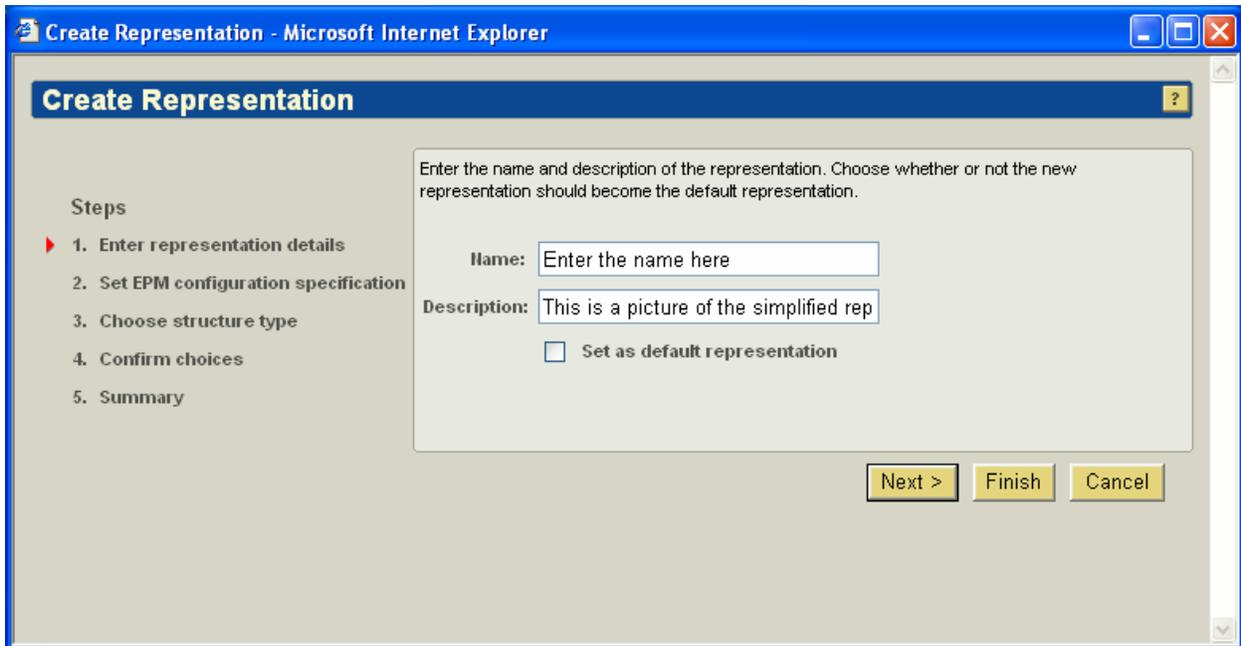 Create Representation - Microsoft Internet Explorer
Create Representation
?
Enter the name and description of the representation. Choose whether or not the new
representation should become the default representation.
Steps
1. Enter representation details
2. Set EPM configuration specification
3. Choose structure type
4. Confirm choices
5. Summary
Name: Enter the name here
Description: This is a picture of the simplified rep
Set as default representation
Next > Finish Cancel